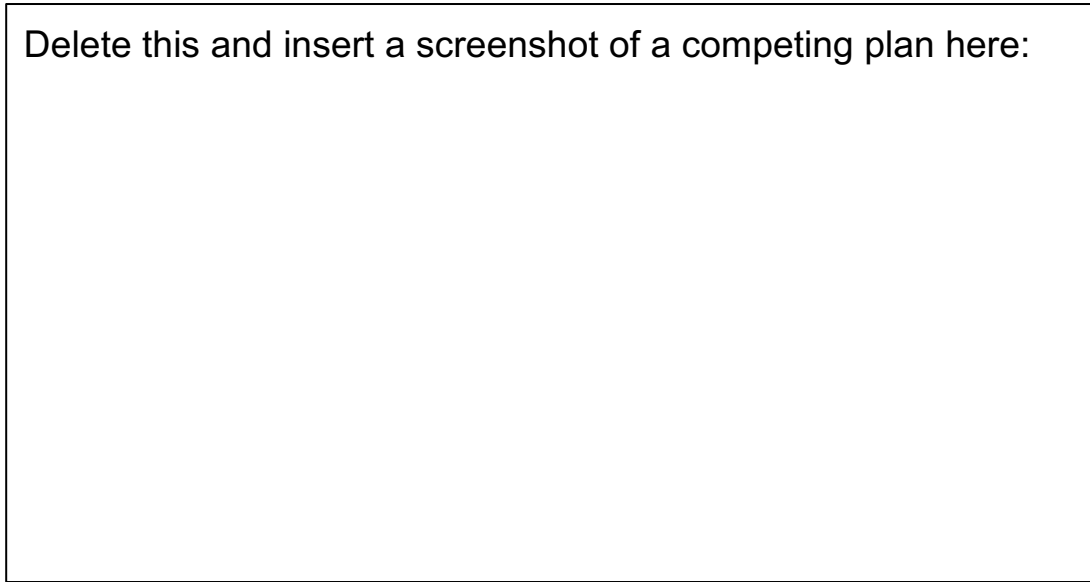 Delete this and insert a screenshot of a competing plan here: